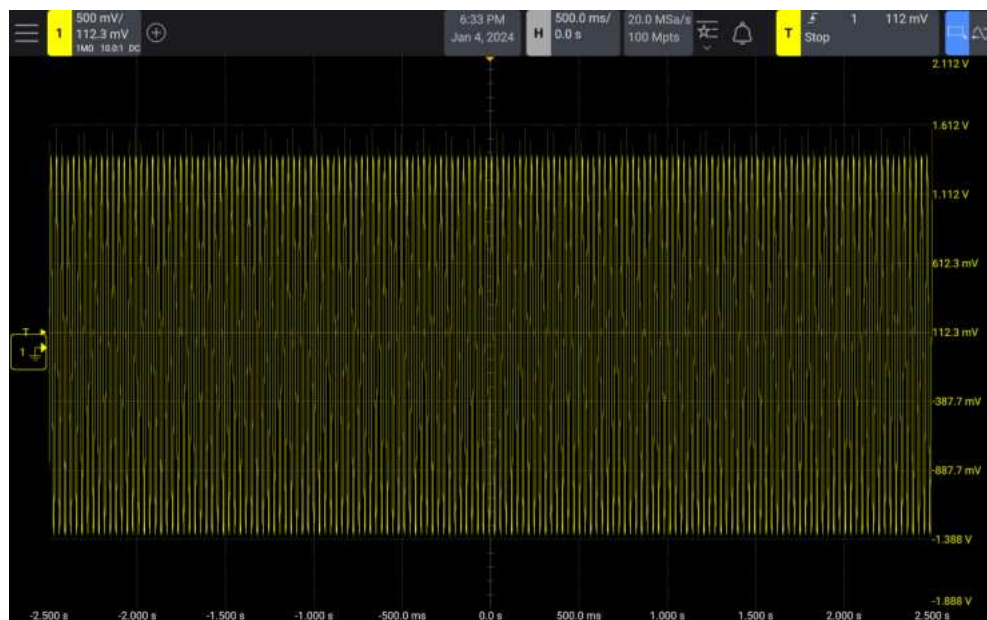 500 mV/
1
112.3 mV
1MΩ 10.0:1 DC
6:33 PM
Jan 4, 2024
H
500.0 ms/
0.0 s
20.0 MSa/s
100 Mpts
T
1 112 mV
Stop
2.112 V
1.612 V
1.112 V
612.3 mV
T
112.3 mV
1
-387.7 mV
-887.7 mV
-1.388 V
-1.888 V
-2.500 s -2.000 s -1.500 s -1.000 s -500.0 ms 0.0 s 500.0 ms 1.000 s 1.500 s 2.000 s 2.500 s